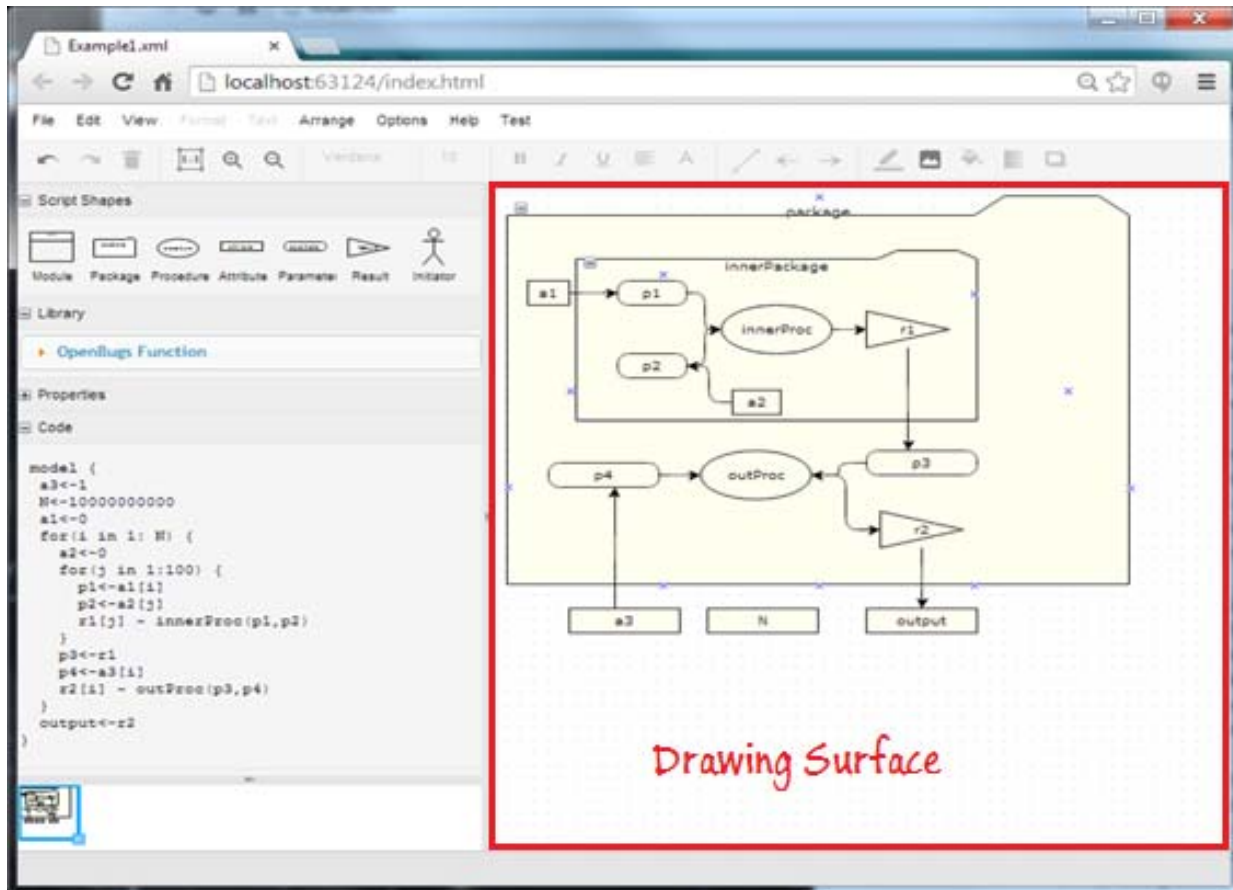 Example1.xml
localhost:63124/index.html
File Edit View Format Text Arrange Options Help Test
Verdana 12
B I U A
Script Shapes
Module Package Procedure Attribute Parameter Result Initiator
Library
OpenBugs Function
Properties
Code
model {
a3<-1
N<-10000000000
a1<-0
for(i in 1: N) {
a2<-0
for(j in 1:100) {
p1<-a1[i]
p2<-a2[j]
r1[j] ~ innerProc(p1,p2)
}
p3<-r1
p4<-a3[i]
r2[i] ~ outProc(p3,p4)
}
output<-r2
}
package
innerPackage
a1 p1
innerProc r1
p2
a2
p3
p4 outProc
r2
a3 N output
Drawing Surface